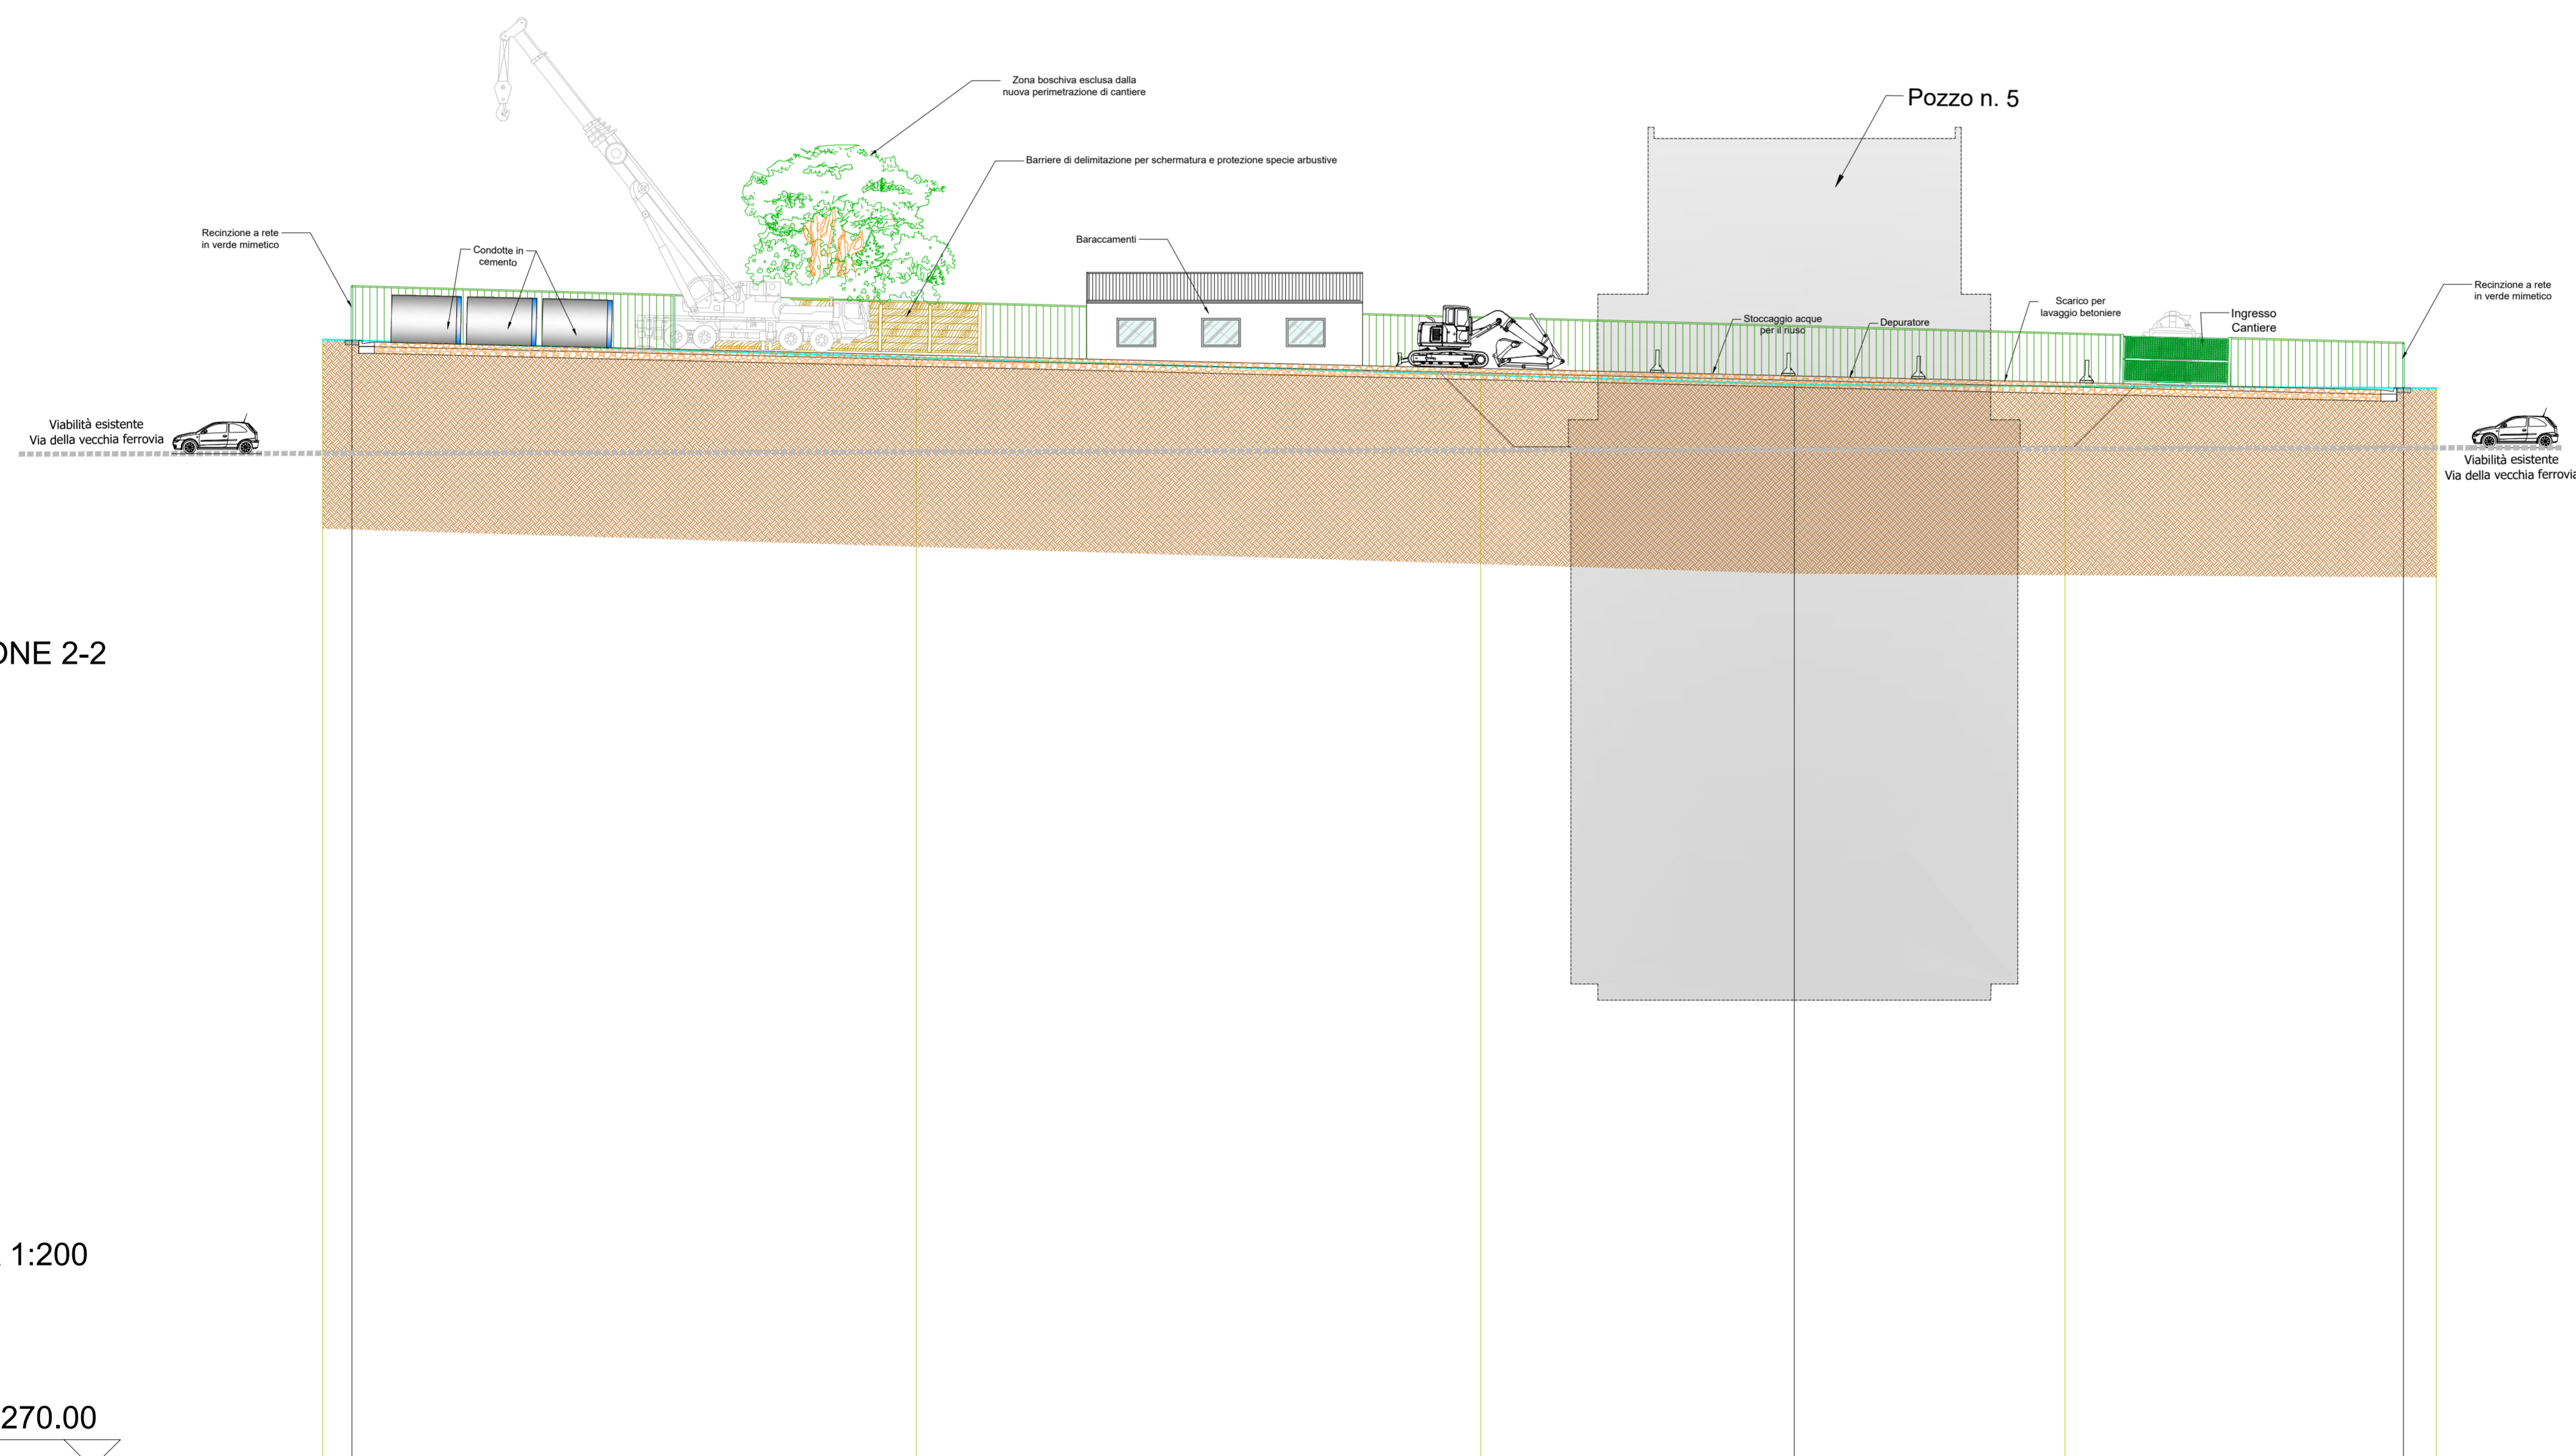 Zona boschiva esclusa dalla
nuova perimetrazione di cantiere
Pozzo n. 5
Barriere di delimitazione per schermatura e protezione specie arbustive
Recinzione a rete
in verde mimetico
Condotte in
cemento
Baraccamenti
Stoccaggio acque
per il riuso
Depuratore
Scarico per
lavaggio betoniere
Ingresso
Cantiere
Recinzione a rete
in verde mimetico
Viabilità esistente
Via della vecchia ferrovia
Viabilità esistente
Via della vecchia ferrovia
ONE 2-2
1:200
270.00